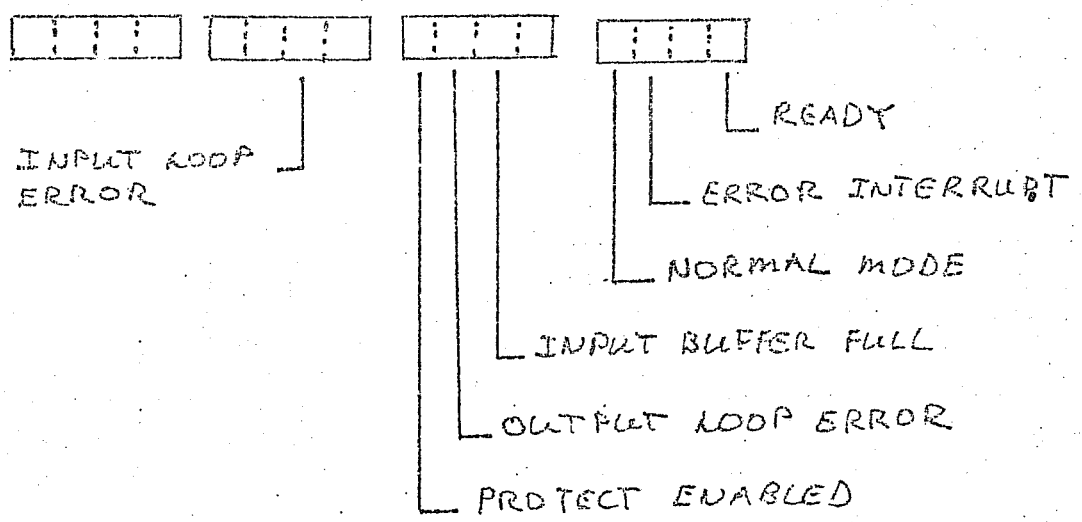 READY
INPUT LOOP
ERROR
ERROR INTERRUPT
NORMAL MODE
INPUT BUFFER FULL
OUTPUT LOOP ERROR
PROTECT ENABLED